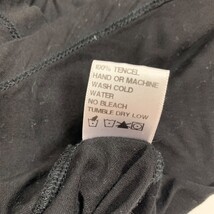 100% TENCEL
HAND OR MACHINE
WASH COLD
WATER
NO BLEACH
TUMBLE DRY LOW